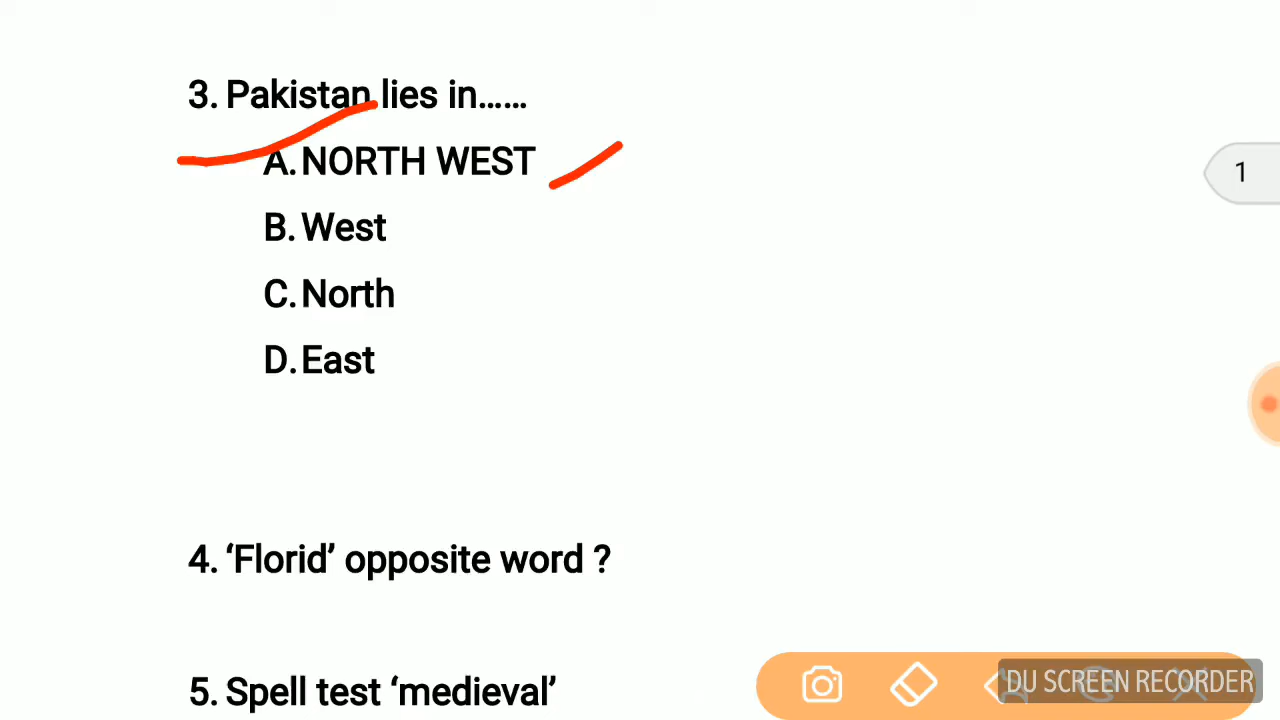 3. Pakistan lies in......
A. NORTH WEST
1
B. West
C. North
D. East
4. ‘Florid’ opposite word ?
5. Spell test ‘medieval’
DU SCREEN RECORDER